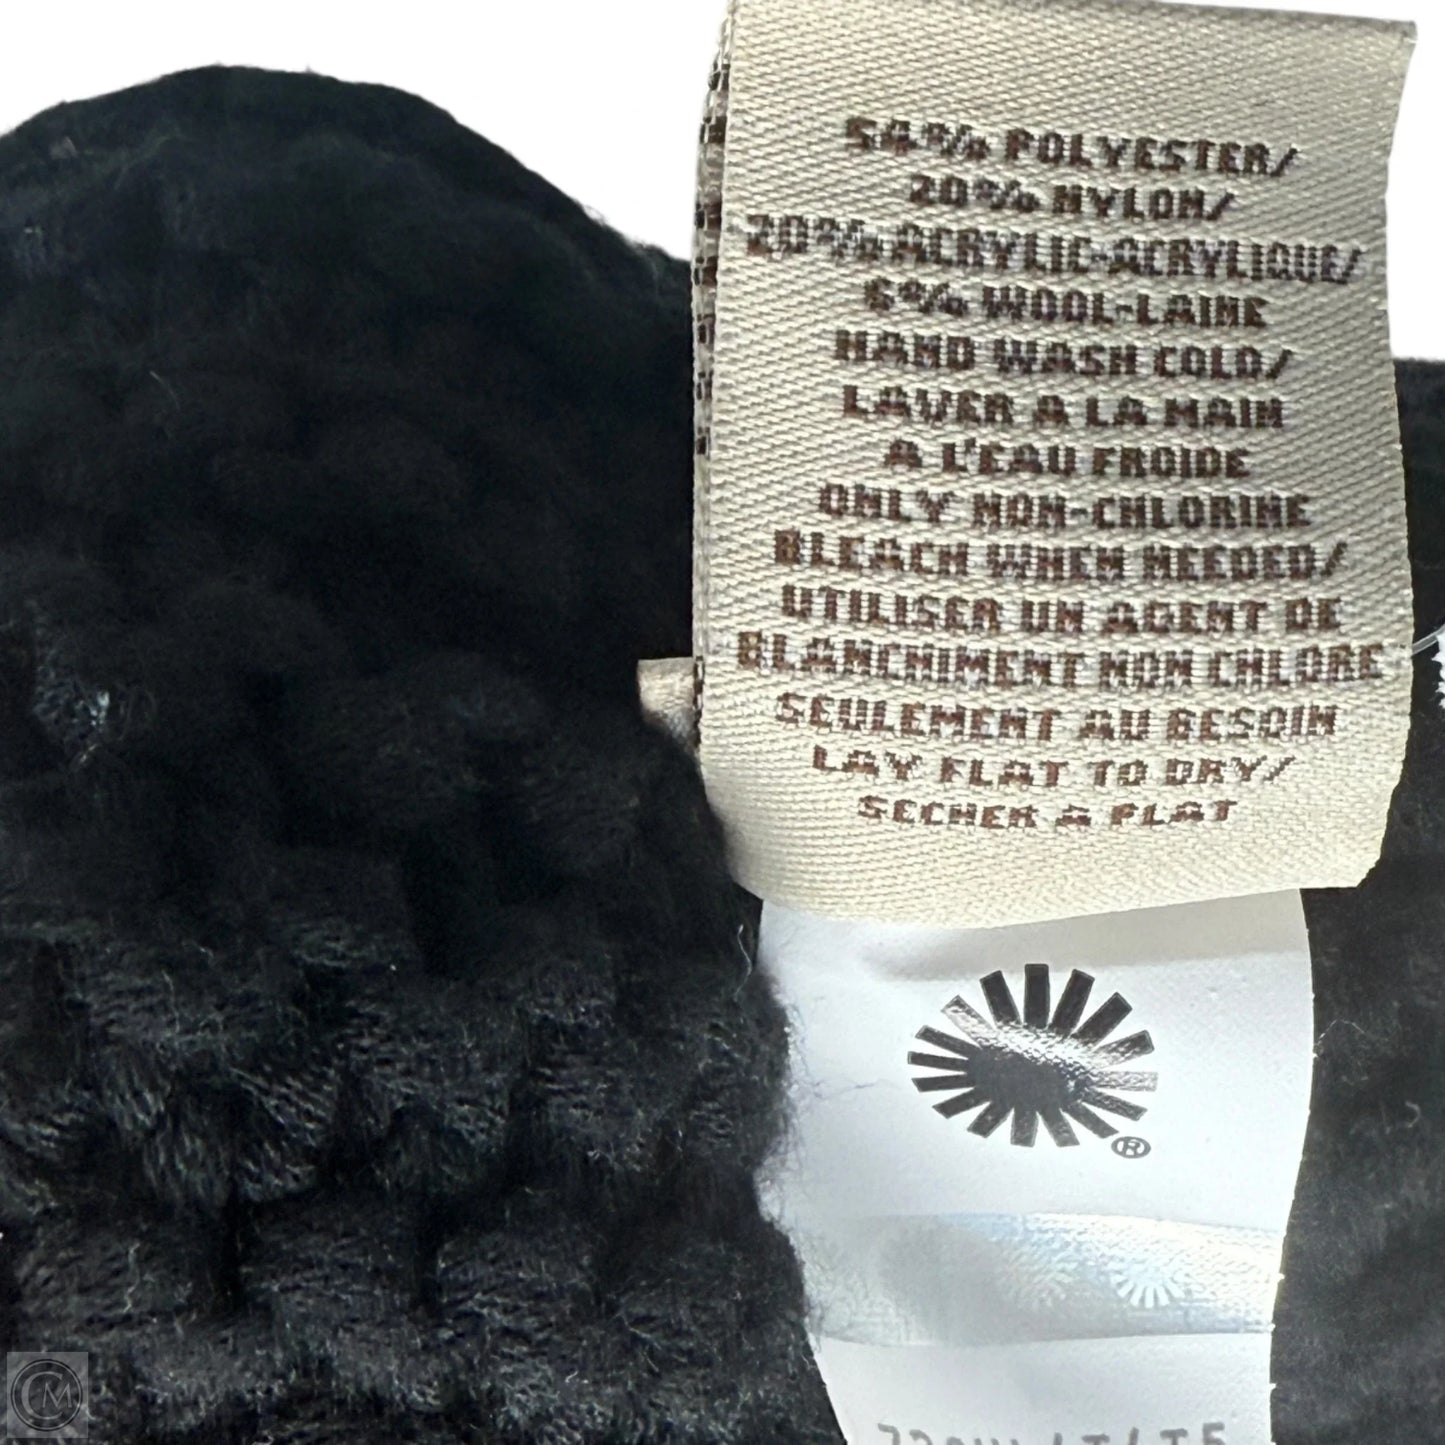 54% POLYESTER/
20% NYLON/
20% ACRYLIC-ACRYLIQUE/
6% WOOL-LAINE
HAND WASH COLD/
LAVER A LA MAIN
A L'EAU FROIDE
ONLY NON-CHLORINE
BLEACH WHEN NEEDED/
UTILISER UN AGENT DE
BLANCHIMENT NON CHLORE
SEULEMENT AU BESOIN
LAY FLAT TO DRY/
SECHER A PLAT
®
CM